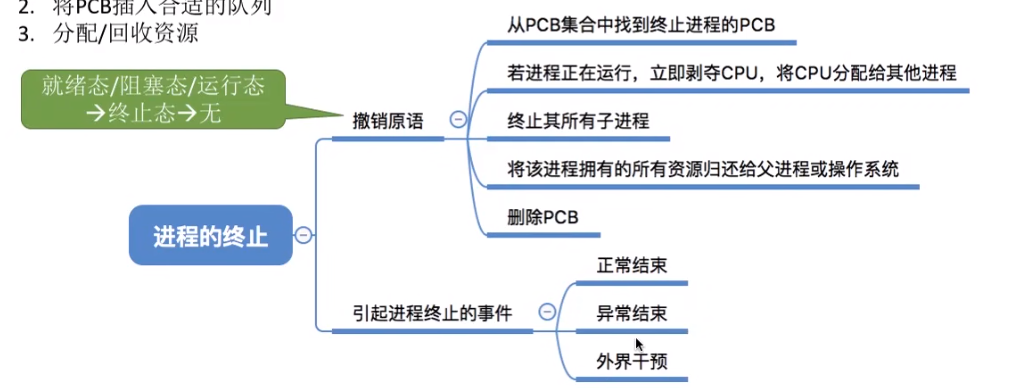 2. 将PCB插入合适的队列
3. 分配/回收资源
就绪态/阻塞态/运行态
→终止态→无
进程的终止
撤销原语
从PCB集合中找到终止进程的PCB
若进程正在运行，立即剥夺CPU，将CPU分配给其他进程
终止其所有子进程
将该进程拥有的所有资源归还给父进程或操作系统
删除PCB
引起进程终止的事件
正常结束
异常结束
外界干预